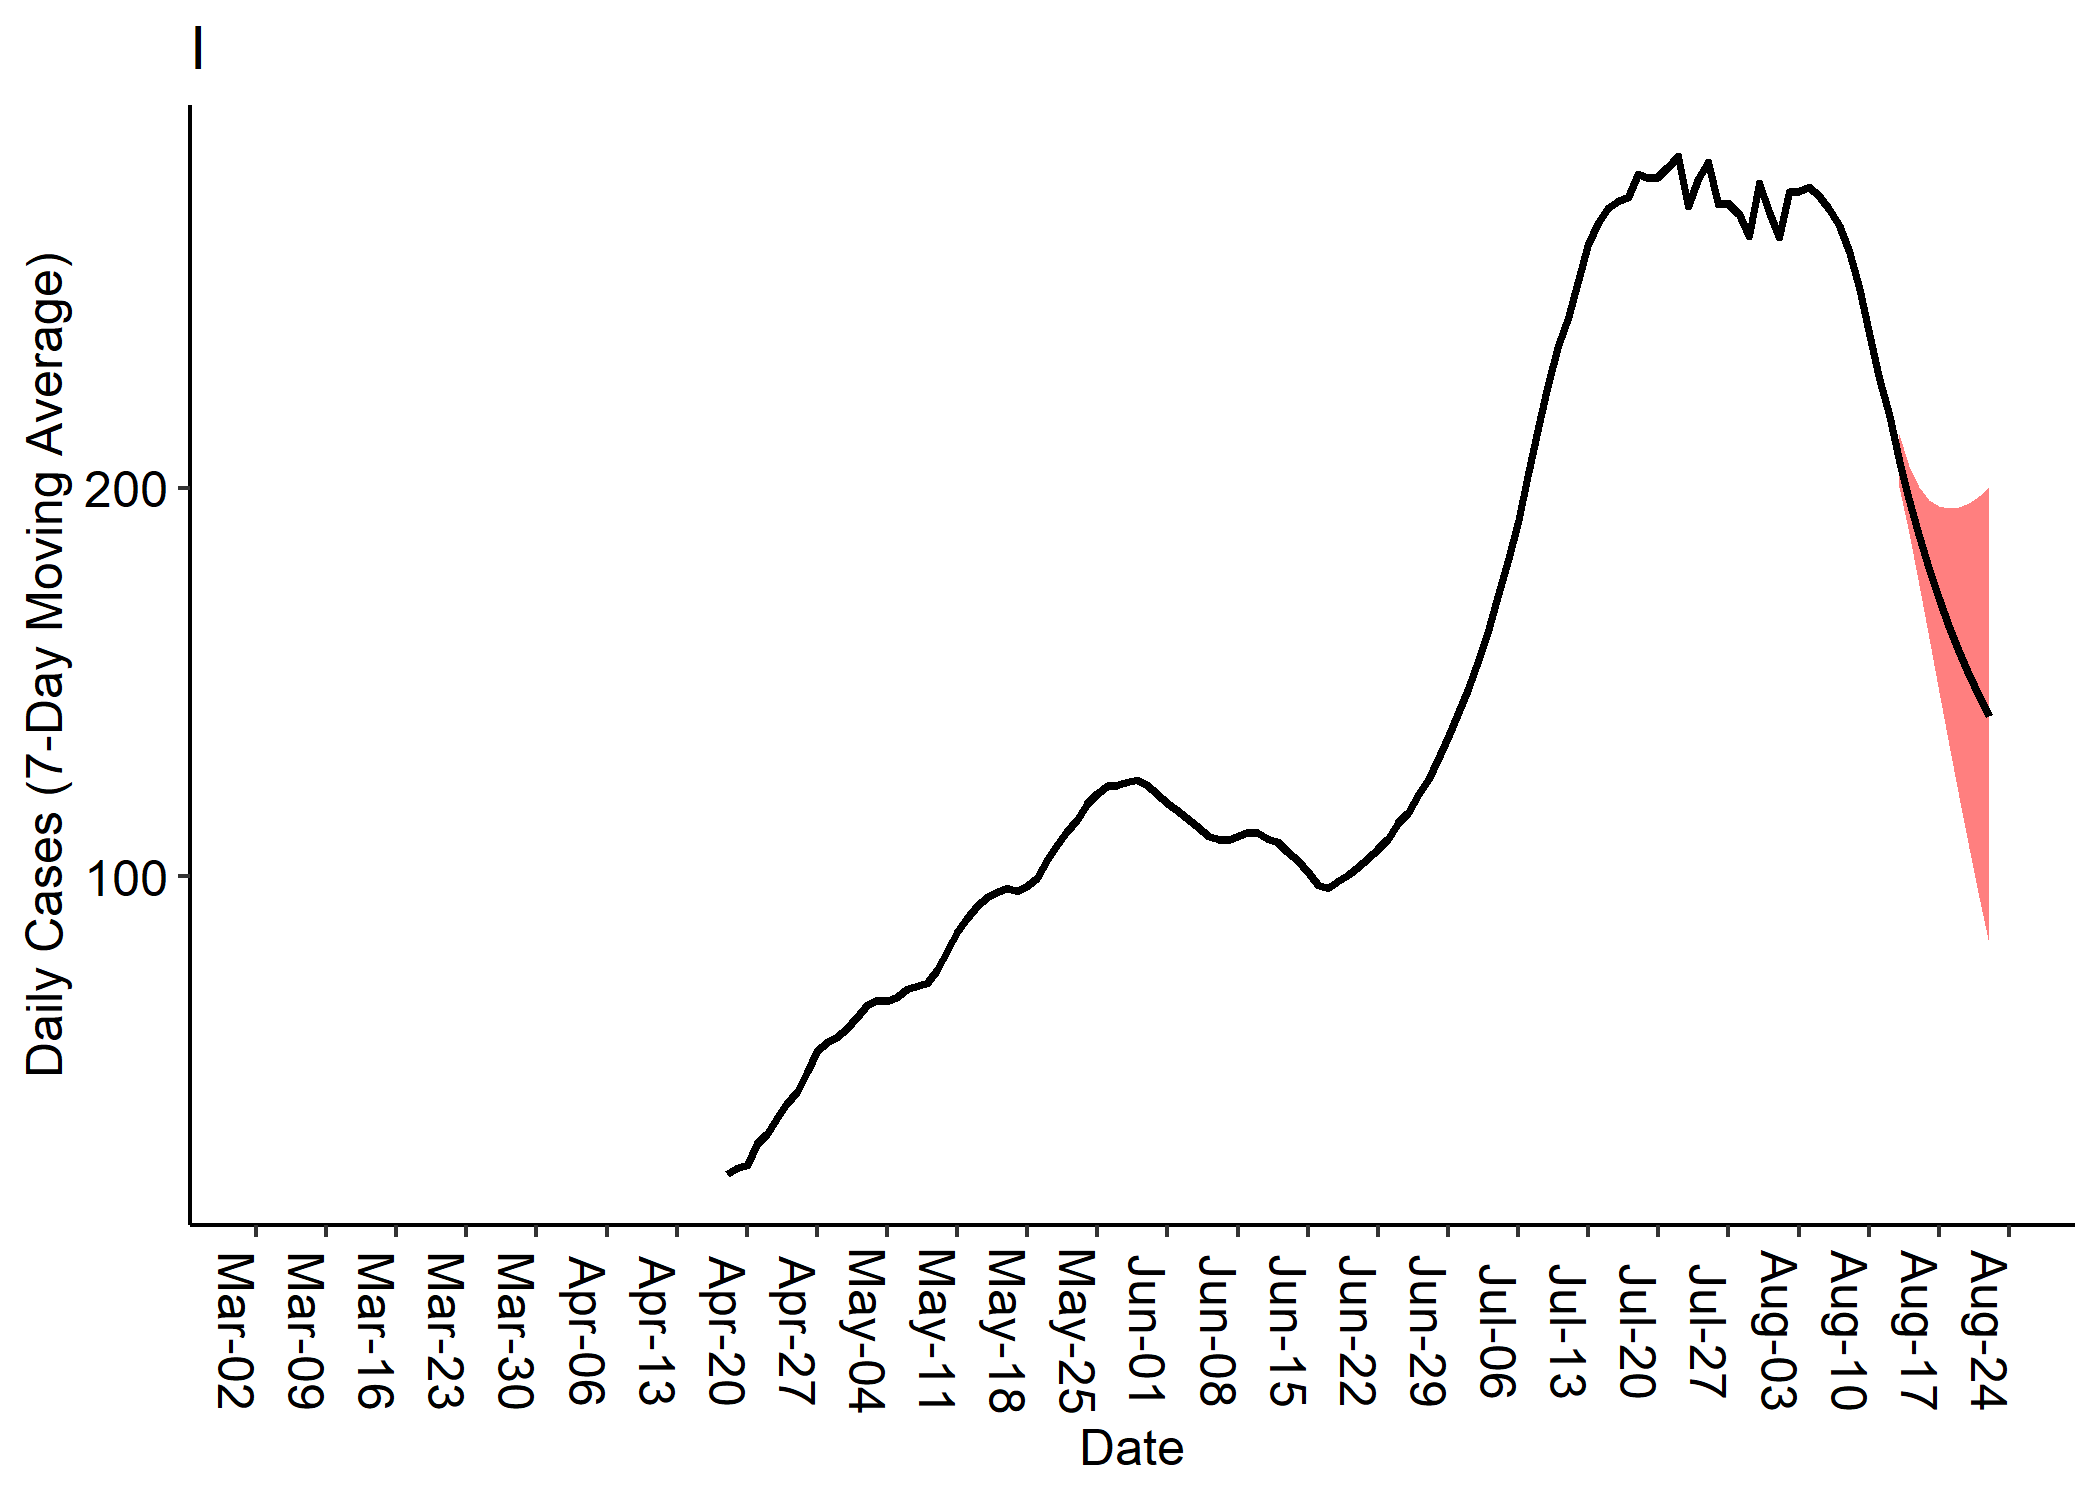 I
Daily Cases (7-Day Moving Average)
200
100
Mar-02
Mar-09
Mar-16
Mar-23
Mar-30
Apr-06
Apr-13
Apr-20
Apr-27
May-04
May-11
May-18
May-25
Jun-01
Jun-08
Jun-15
Jun-22
Jun-29
Jul-06
Jul-13
Jul-20
Jul-27
Aug-03
Aug-10
Aug-17
Aug-24
Date